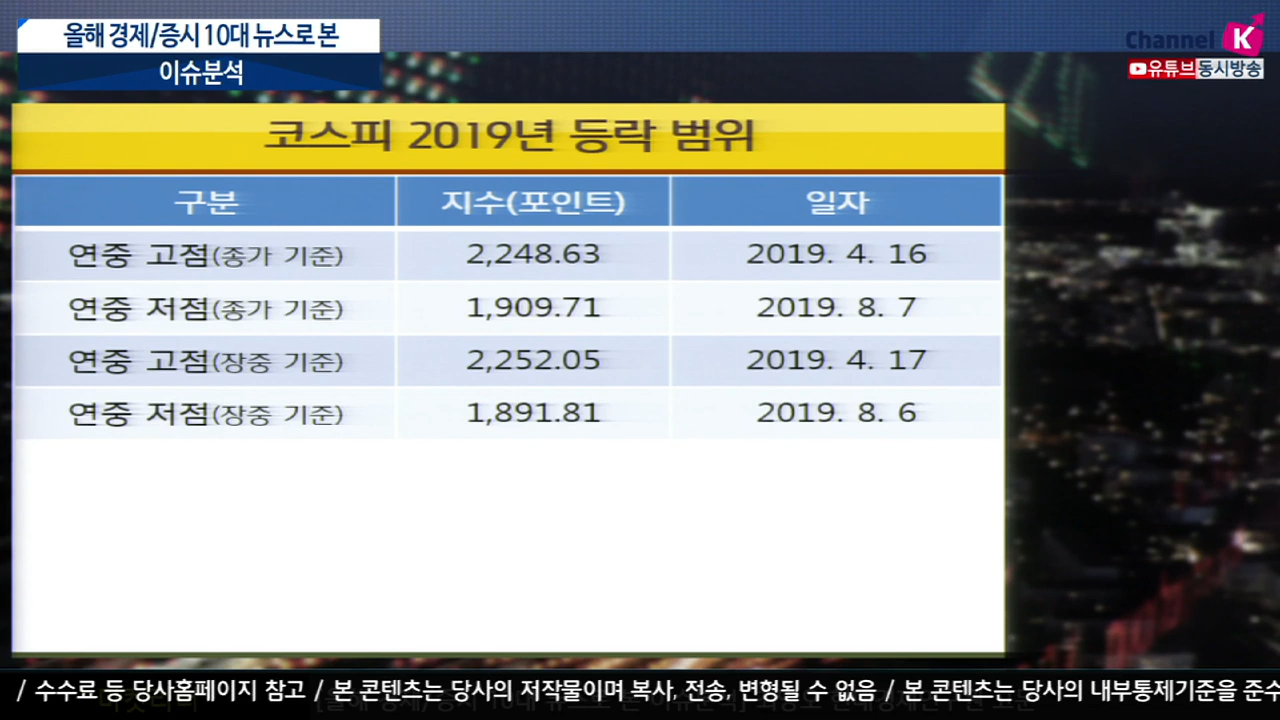 올해 경제/증시 10대 뉴스로 본
이슈분석
Channel K
유튜브 동시방송
코스피 2019년 등락 범위
구분 지수(포인트) 일자
연중 고점(종가 기준) 2,248.63 2019. 4. 16
연중 저점(종가 기준) 1,909.71 2019. 8. 7
연중 고점(장중 기준) 2,252.05 2019. 4. 17
연중 저점(장중 기준) 1,891.81 2019. 8. 6
/ 수수료 등 당사홈페이지 참고 / 본 콘텐츠는 당사의 저작물이며 복사, 전송, 변형될 수 없음 / 본 콘텐츠는 당사의 내부통제기준을 준수